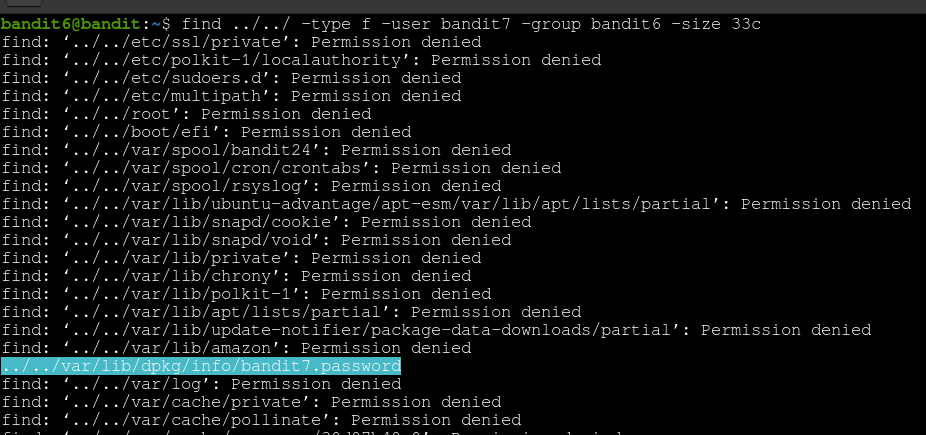 bandit6@bandit:~$ find ../../ -type f -user bandit7 -group bandit6 -size 33c
find: ‘../../etc/ssl/private’: Permission denied
find: ‘../../etc/polkit-1/localauthority’: Permission denied
find: ‘../../etc/sudoers.d’: Permission denied
find: ‘../../etc/multipath’: Permission denied
find: ‘../../root’: Permission denied
find: ‘../../boot/efi’: Permission denied
find: ‘../../var/spool/bandit24’: Permission denied
find: ‘../../var/spool/cron/crontabs’: Permission denied
find: ‘../../var/spool/rsyslog’: Permission denied
find: ‘../../var/lib/ubuntu-advantage/apt-esm/var/lib/apt/lists/partial’: Permission denied
find: ‘../../var/lib/snapd/cookie’: Permission denied
find: ‘../../var/lib/snapd/void’: Permission denied
find: ‘../../var/lib/private’: Permission denied
find: ‘../../var/lib/chrony’: Permission denied
find: ‘../../var/lib/polkit-1’: Permission denied
find: ‘../../var/lib/apt/lists/partial’: Permission denied
find: ‘../../var/lib/update-notifier/package-data-downloads/partial’: Permission denied
find: ‘../../var/lib/amazon’: Permission denied
../../var/lib/dpkg/info/bandit7.password
find: ‘../../var/log’: Permission denied
find: ‘../../var/cache/private’: Permission denied
find: ‘../../var/cache/pollinate’: Permission denied